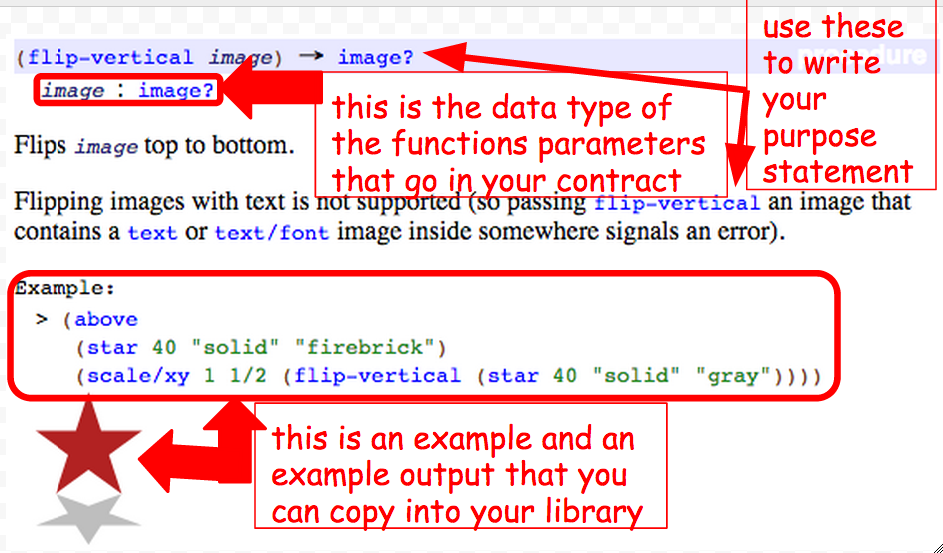 (flip-vertical image) → image?
procedure
image : image?
Flips image top to bottom.
Flipping images with text is not supported (so passing flip-vertical an image that
contains a text or text/font image inside somewhere signals an error).
use these
to write
your
purpose
statement
this is the data type of
the functions parameters
that go in your contract
Example:
> (above
(star 40 "solid" "firebrick")
(scale/xy 1 1/2 (flip-vertical (star 40 "solid" "gray"))))
this is an example and an
example output that you
can copy into your library